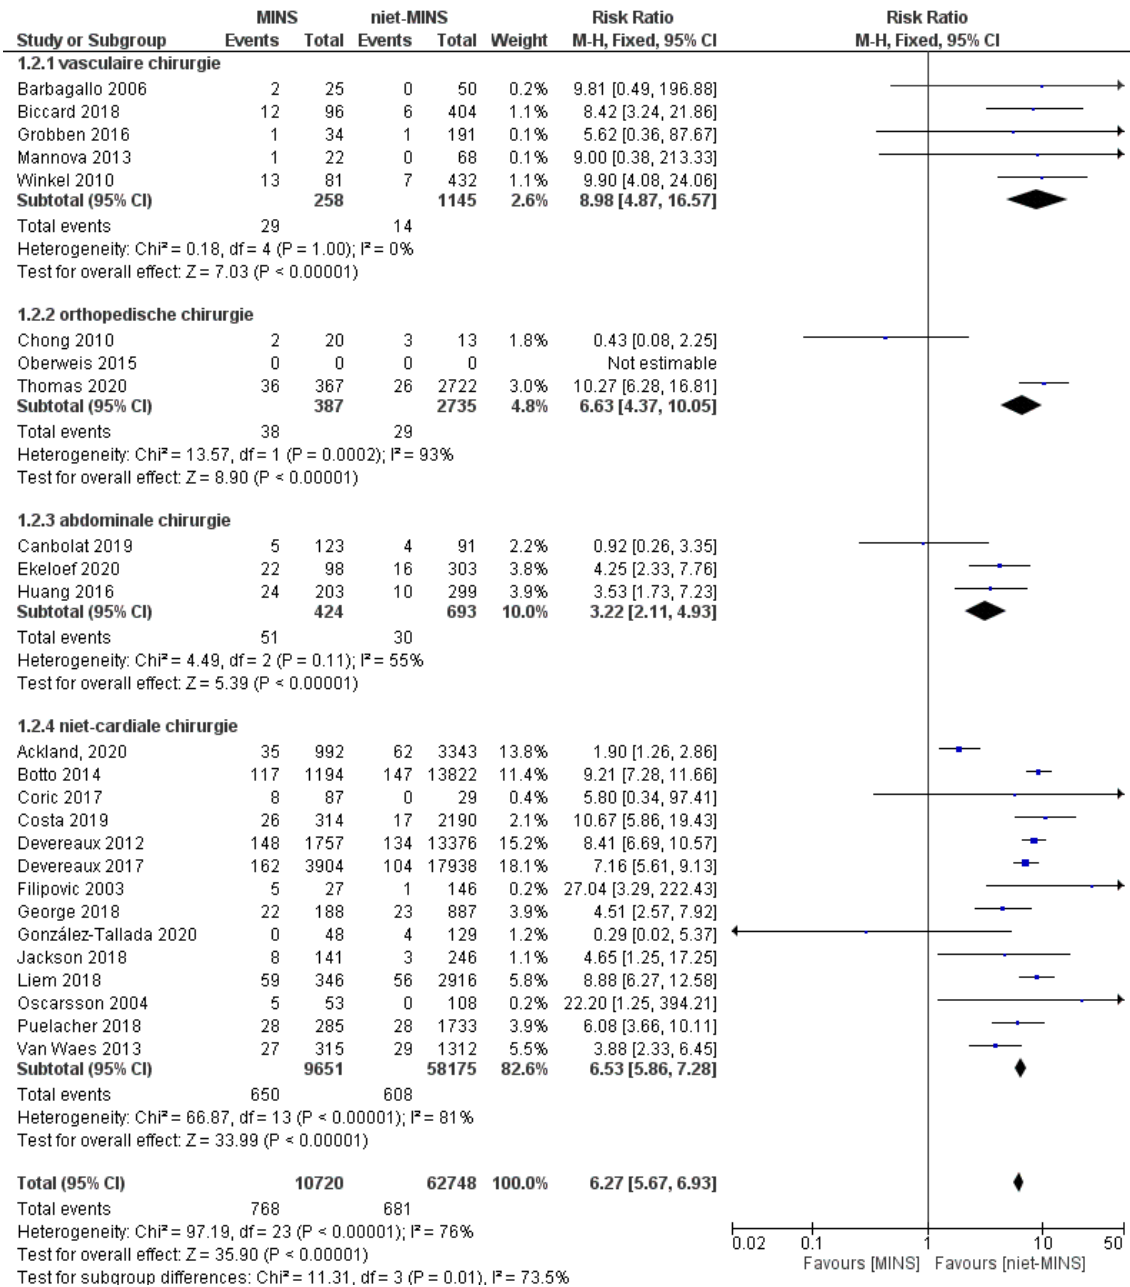 MINS niet-MINS Risk Ratio Risk Ratio
Study or Subgroup Events Total Events Total Weight M-H, Fixed, 95% CI M-H, Fixed, 95% CI
1.2.1 vasculaire chirurgie
Barbagallo 2006 2 25 0 50 0.2% 9.81 [0.49, 196.88]
Biccard 2018 12 96 6 404 1.1% 8.42 [3.24, 21.86]
Grobben 2016 1 34 1 191 0.1% 5.62 [0.36, 87.67]
Mannova 2013 1 22 0 68 0.1% 9.00 [0.38, 213.33]
Winkel 2010 13 81 7 432 1.1% 9.90 [4.08, 24.06]
Subtotal (95% CI) 258 1145 2.6% 8.98 [4.87, 16.57]
Total events 29 14
Heterogeneity: Chi² = 0.18, df = 4 (P = 1.00); I² = 0%
Test for overall effect: Z = 7.03 (P < 0.00001)
1.2.2 orthopedische chirurgie
Chong 2010 2 20 3 13 1.8% 0.43 [0.08, 2.25]
Oberweis 2015 0 0 0 0 Not estimable
Thomas 2020 36 367 26 2722 3.0% 10.27 [6.28, 16.81]
Subtotal (95% CI) 387 2735 4.8% 6.63 [4.37, 10.05]
Total events 38 29
Heterogeneity: Chi² = 13.57, df = 1 (P = 0.0002); I² = 93%
Test for overall effect: Z = 8.90 (P < 0.00001)
1.2.3 abdominale chirurgie
Canbolat 2019 5 123 4 91 2.2% 0.92 [0.26, 3.35]
Ekeloef 2020 22 98 16 303 3.8% 4.25 [2.33, 7.76]
Huang 2016 24 203 10 299 3.9% 3.53 [1.73, 7.23]
Subtotal (95% CI) 424 693 10.0% 3.22 [2.11, 4.93]
Total events 51 30
Heterogeneity: Chi² = 4.49, df = 2 (P = 0.11); I² = 55%
Test for overall effect: Z = 5.39 (P < 0.00001)
1.2.4 niet-cardiale chirurgie
Ackland, 2020 35 992 62 3343 13.8% 1.90 [1.26, 2.86]
Botto 2014 117 1194 147 13822 11.4% 9.21 [7.28, 11.66]
Coric 2017 8 87 0 29 0.4% 5.80 [0.34, 97.41]
Costa 2019 26 314 17 2190 2.1% 10.67 [5.86, 19.43]
Devereaux 2012 148 1757 134 13376 15.2% 8.41 [6.69, 10.57]
Devereaux 2017 162 3904 104 17938 18.1% 7.16 [5.61, 9.13]
Filipovic 2003 5 27 1 146 0.2% 27.04 [3.29, 222.43]
George 2018 22 188 23 887 3.9% 4.51 [2.57, 7.92]
González-Tallada 2020 0 48 4 129 1.2% 0.29 [0.02, 5.37]
Jackson 2018 8 141 3 246 1.1% 4.65 [1.25, 17.25]
Liem 2018 59 346 56 2916 5.8% 8.88 [6.27, 12.58]
Oscarsson 2004 5 53 0 108 0.2% 22.20 [1.25, 394.21]
Puelacher 2018 28 285 28 1733 3.9% 6.08 [3.66, 10.11]
Van Waes 2013 27 315 29 1312 5.5% 3.88 [2.33, 6.45]
Subtotal (95% CI) 9651 58175 82.6% 6.53 [5.86, 7.28]
Total events 650 608
Heterogeneity: Chi² = 66.87, df = 13 (P < 0.00001); I² = 81%
Test for overall effect: Z = 33.99 (P < 0.00001)
Total (95% CI) 10720 62748 100.0% 6.27 [5.67, 6.93]
Total events 768 681
Heterogeneity: Chi² = 97.19, df = 23 (P < 0.00001); I² = 76%
Test for overall effect: Z = 35.90 (P < 0.00001)
Test for subgroup differences: Chi² = 11.31, df = 3 (P = 0.01), I² = 73.5%
0.02 0.1 1 10 50
Favours [MINS] Favours [niet-MINS]